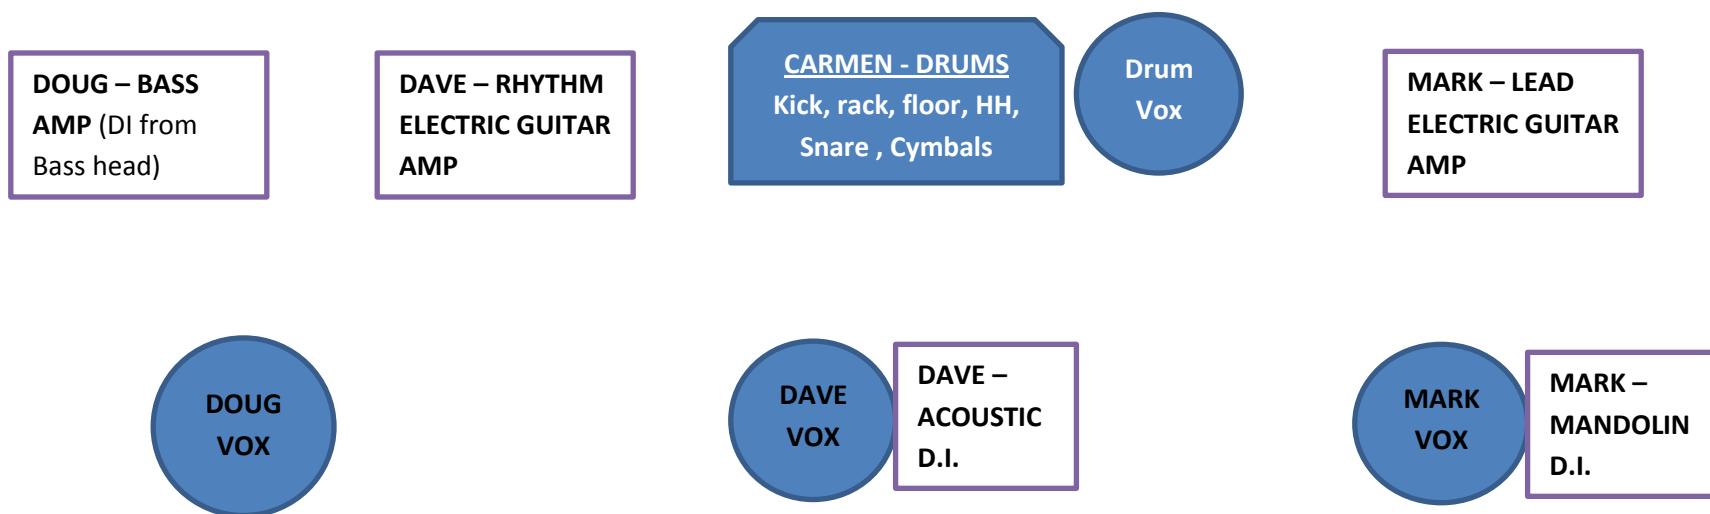 DOUG – BASS
AMP (DI from
Bass head)
DAVE – RHYTHM
ELECTRIC GUITAR
AMP
CARMEN - DRUMS
Kick, rack, floor, HH,
Snare , Cymbals
Drum
Vox
MARK – LEAD
ELECTRIC GUITAR
AMP
DOUG
VOX
DAVE
VOX
DAVE –
ACOUSTIC
D.I.
MARK
VOX
MARK –
MANDOLIN
D.I.